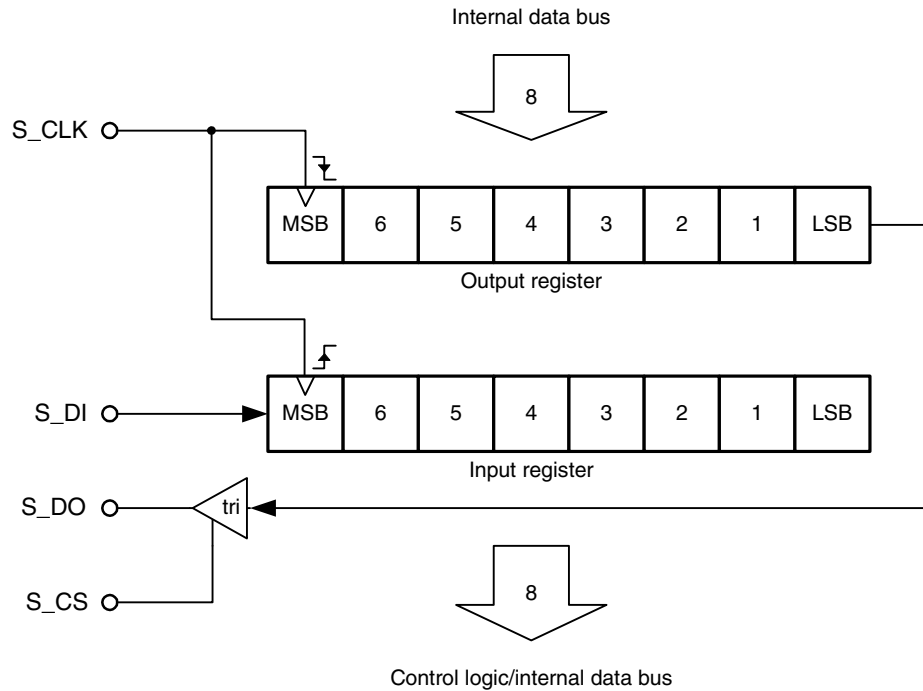 Internal data bus
8
S_CLK
MSB 6 5 4 3 2 1 LSB
Output register
S_DI
MSB 6 5 4 3 2 1 LSB
Input register
S_DO
tri
S_CS
8
Control logic/internal data bus